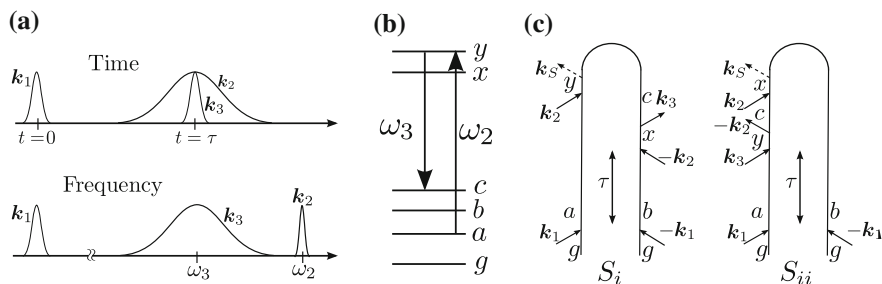 (a)
Time
k1
k2
k3
t=0
t=τ
Frequency
k1
k3
k2
ω3
ω2
(b)
y
x
ω3
ω2
c
b
a
g
(c)
kS
y
k2
c
k3
x
−k2
τ
a
b
k1
−k1
g
g
Si
kS
x
k2
c
−k2
y
k3
τ
a
b
k1
−k1
g
g
Sii